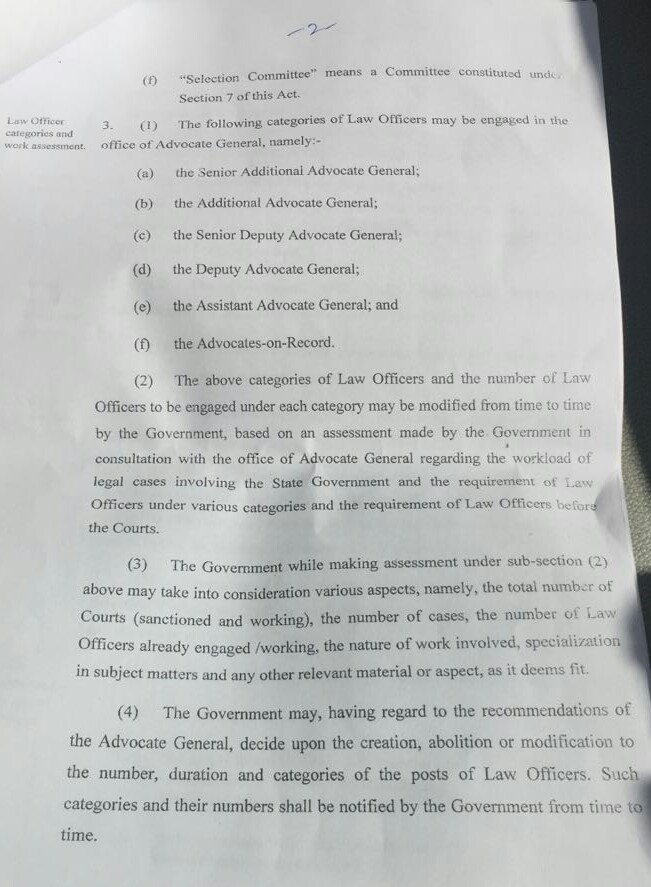 -2-
(f) "Selection Committee" means a Committee constituted unde
Section 7 of this Act.
Law Officer
categories and
work assessment.
3. (1) The following categories of Law Officers may be engaged in the
office of Advocate General, namely:-
(a) the Senior Additional Advocate General;
(b) the Additional Advocate General;
(c) the Senior Deputy Advocate General;
(d) the Deputy Advocate General;
(e) the Assistant Advocate General; and
(f) the Advocates-on-Record.
(2) The above categories of Law Officers and the number of Law
Officers to be engaged under each category may be modified from time to time
by the Government, based on an assessment made by the Government in
consultation with the office of Advocate General regarding the workload of
legal cases involving the State Government and the requirement of Law
Officers under various categories and the requirement of Law Officers before
the Courts.
(3) The Government while making assessment under sub-section (2)
above may take into consideration various aspects, namely, the total number of
Courts (sanctioned and working), the number of cases, the number of Law
Officers already engaged /working, the nature of work involved, specialization
in subject matters and any other relevant material or aspect, as it deems fit.
(4) The Government may, having regard to the recommendations of
the Advocate General, decide upon the creation, abolition or modification to
the number, duration and categories of the posts of Law Officers. Such
categories and their numbers shall be notified by the Government from time to
time.